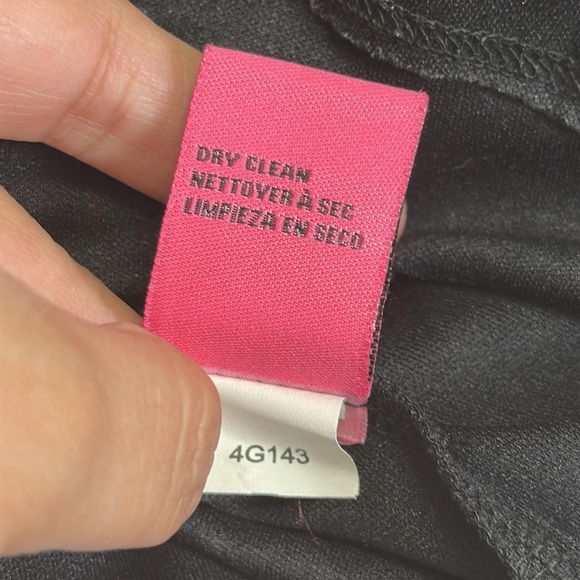 DRY CLEAN
NETTOYER À SEC
LIMPIEZA EN SECO
4G143